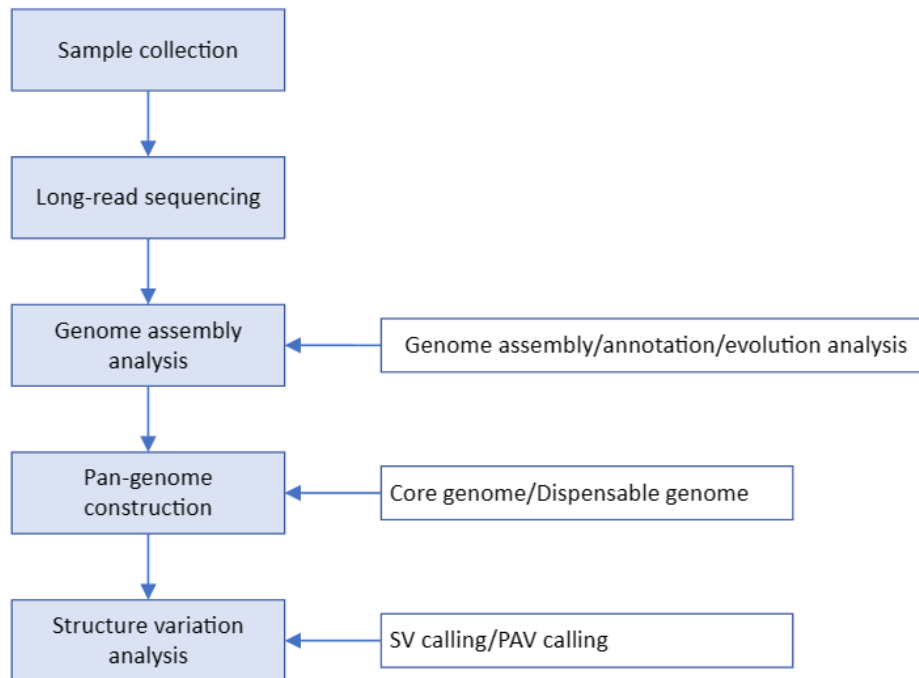 Sample collection
Long-read sequencing
Genome assembly
analysis
Genome assembly/annotation/evolution analysis
Pan-genome
construction
Core genome/Dispensable genome
Structure variation
analysis
SV calling/PAV calling